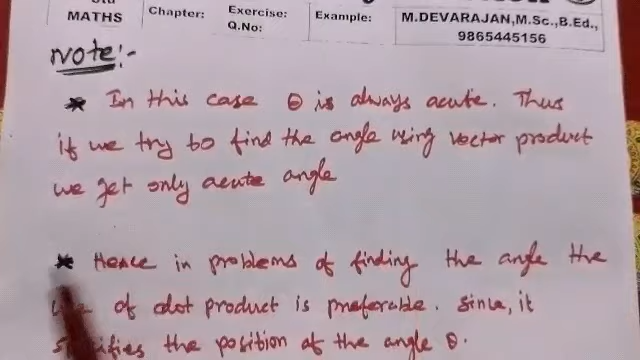 MATHS
Chapter:
Exercise:
Q.No:
Example:
M.DEVARAJAN,M.Sc.,B.Ed.,
9865445156
Note:-
* In this case θ is always acute. Thus
if we try to find the angle using vector product
we get only acute angle
* Hence in problems of finding the angle the
of dot product is preferable. Since, it
the position of the angle θ.